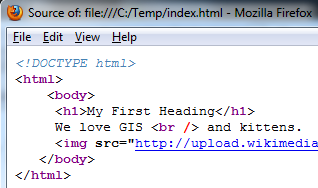 Source of: file:///C:/Temp/index.html - Mozilla Firefox
File Edit View Help
<!DOCTYPE html>
<html>
<body>
<h1>My First Heading</h1>
We love GIS <br /> and kittens.
<img src="http://upload.wikimedia
</body>
</html>